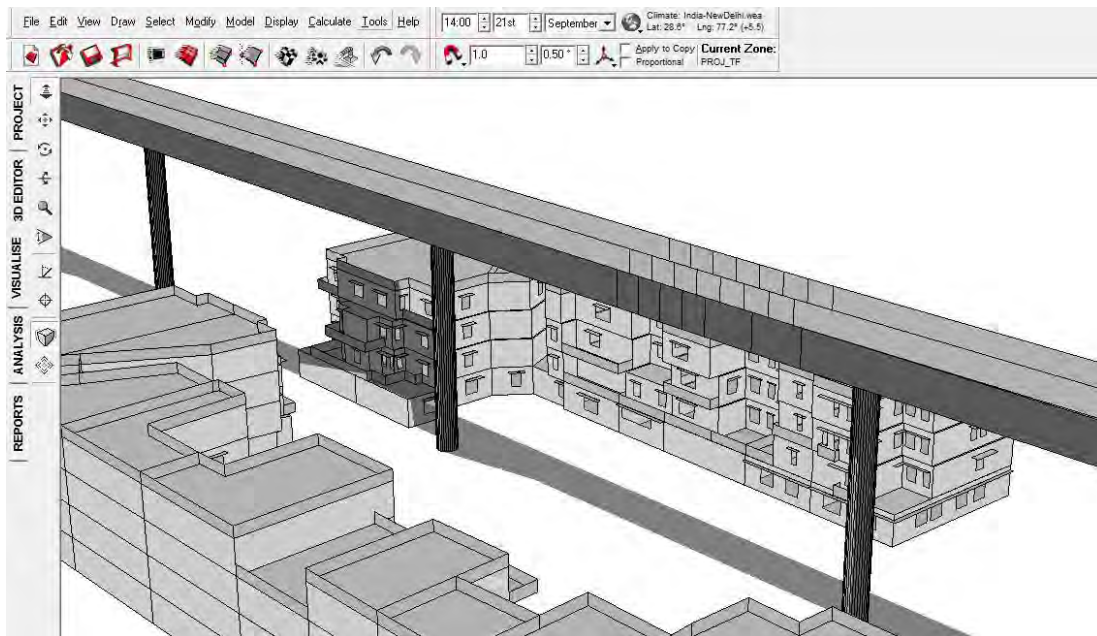 File Edit View Draw Select Modify Model Display Calculate Tools Help
14:00 21st September
Climate: India-NewDelhi.wea
Lat: 28.6° Lng: 77.2° (+5.5)
1.0 0.50 °
Apply to Copy
Proportional
Current Zone:
PROJ_TF
PROJECT
3D EDITOR
VISUALISE
ANALYSIS
REPORTS